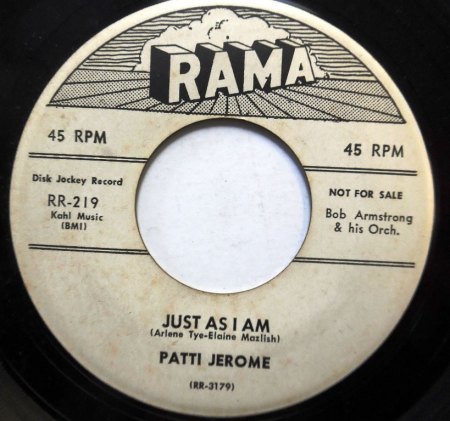 RAMA
45 RPM
45 RPM
Disk Jockey Record
RR-219
Kahl Music
(BMI)
NOT FOR SALE
Bob Armstrong
& his Orch.
JUST AS I AM
(Arlene Tye-Elaine Mazlish)
PATTI JEROME
(RR-3179)